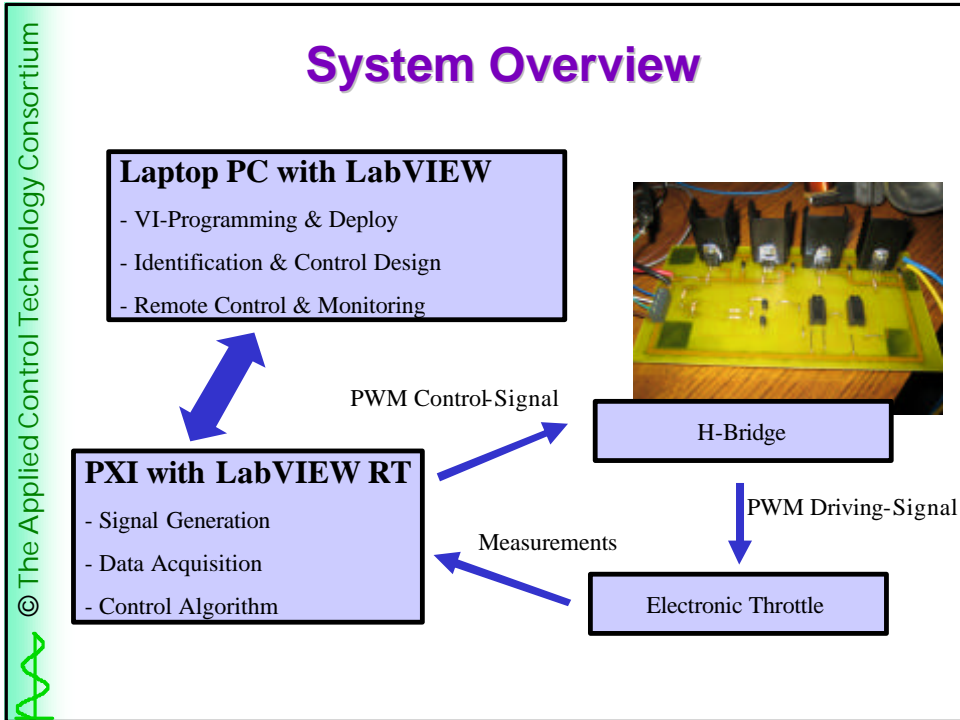 © The Applied Control Technology Consortium
System Overview
Laptop PC with LabVIEW
- VI-Programming & Deploy
- Identification & Control Design
- Remote Control & Monitoring
PWM Control-Signal
H-Bridge
PXI with LabVIEW RT
- Signal Generation
- Data Acquisition
- Control Algorithm
PWM Driving-Signal
Measurements
Electronic Throttle